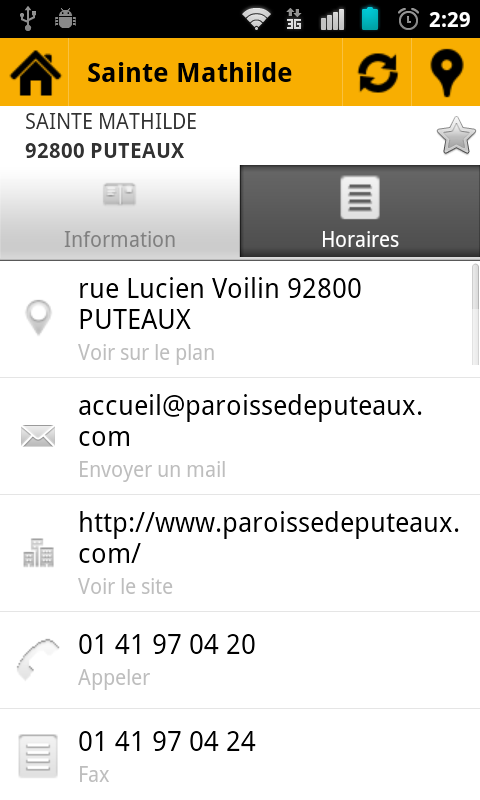 3G
2:29
Sainte Mathilde
SAINTE MATHILDE
92800 PUTEAUX
Information
Horaires
rue Lucien Voilin 92800
PUTEAUX
Voir sur le plan
accueil@paroissedeputeaux.
com
Envoyer un mail
http://www.paroissedeputeaux.
com/
Voir le site
01 41 97 04 20
Appeler
01 41 97 04 24
Fax